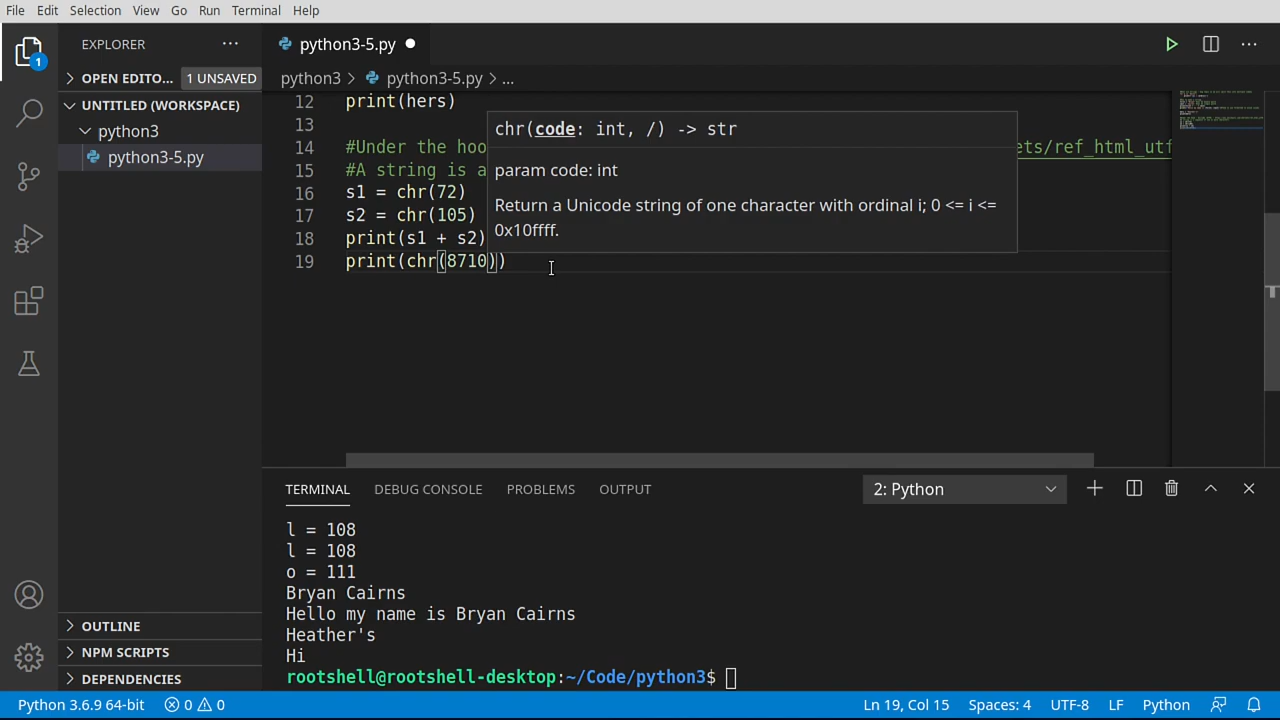 File Edit Selection View Go Run Terminal Help
EXPLORER ...
python3-5.py
1
OPEN EDITO... 1 UNSAVED
UNTITLED (WORKSPACE)
python3
python3-5.py
python3 > python3-5.py > ...
12 print(hers)
13
14 #Under the hoo ets/ref_html_utf
15 #A string is a
16 s1 = chr(72)
17 s2 = chr(105)
18 print(s1 + s2)
19 print(chr(8710))
chr(code: int, /) -> str
param code: int
Return a Unicode string of one character with ordinal i; 0 <= i <=
0x10ffff.
TERMINAL DEBUG CONSOLE PROBLEMS OUTPUT 2: Python
l = 108
l = 108
o = 111
Bryan Cairns
Hello my name is Bryan Cairns
Heather's
Hi
rootshell@rootshell-desktop:~/Code/python3$
OUTLINE
NPM SCRIPTS
DEPENDENCIES
Python 3.6.9 64-bit 0 0 Ln 19, Col 15 Spaces: 4 UTF-8 LF Python